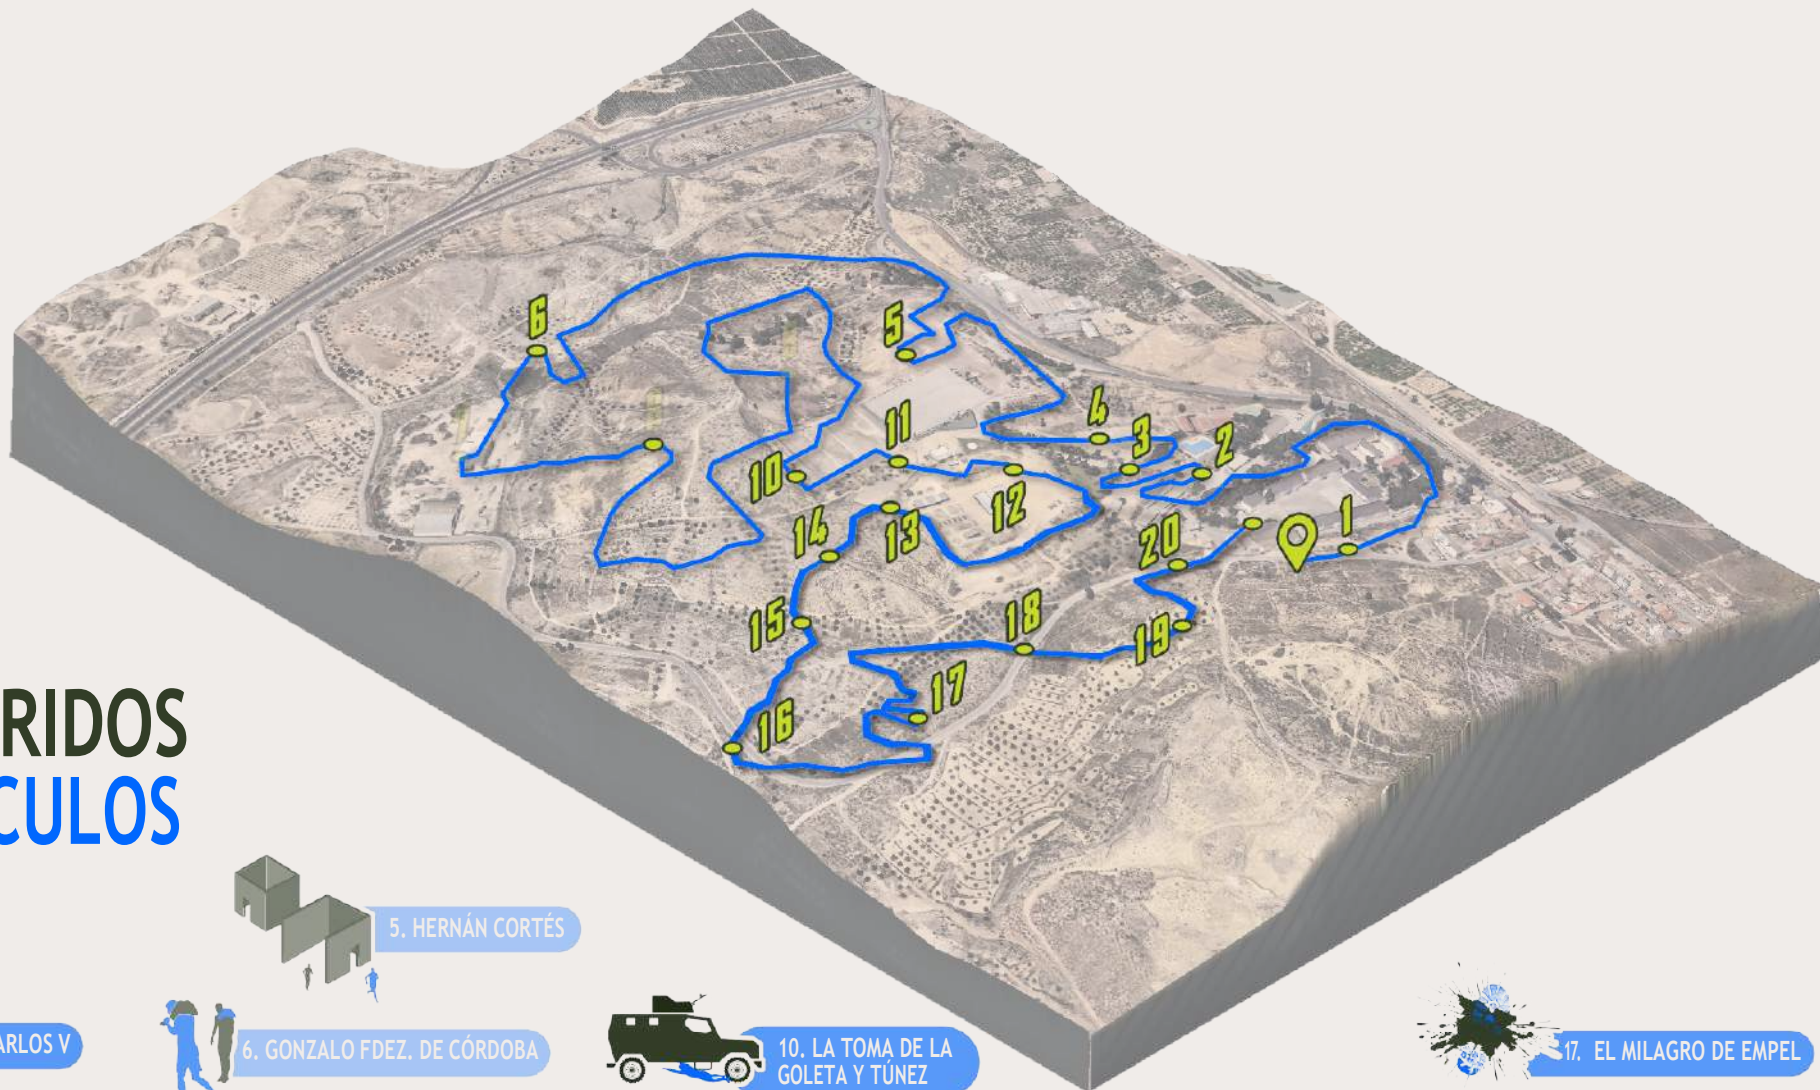 6
5
4
11
3
2
10
12
1
14
13
20
15
18
19
17
16
RIDOS
CULOS
5. HERNÁN CORTÉS
ARLOS V
6. GONZALO FDEZ. DE CÓRDOBA
10. LA TOMA DE LA
GOLETA Y TÚNEZ
17. EL MILAGRO DE EMPEL